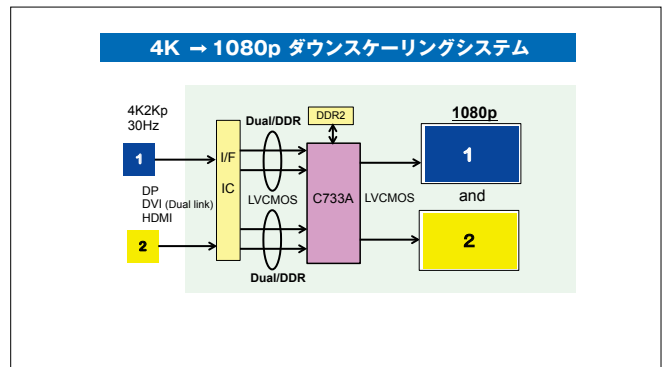 4K → 1080p ダウンスケーリングシステム
4K2Kp
30Hz
1
DP
DVI (Dual link)
HDMI
2
I/F
IC
Dual/DDR
LVCMOS
Dual/DDR
DDR2
C733A
LVCMOS
1080p
1
and
2